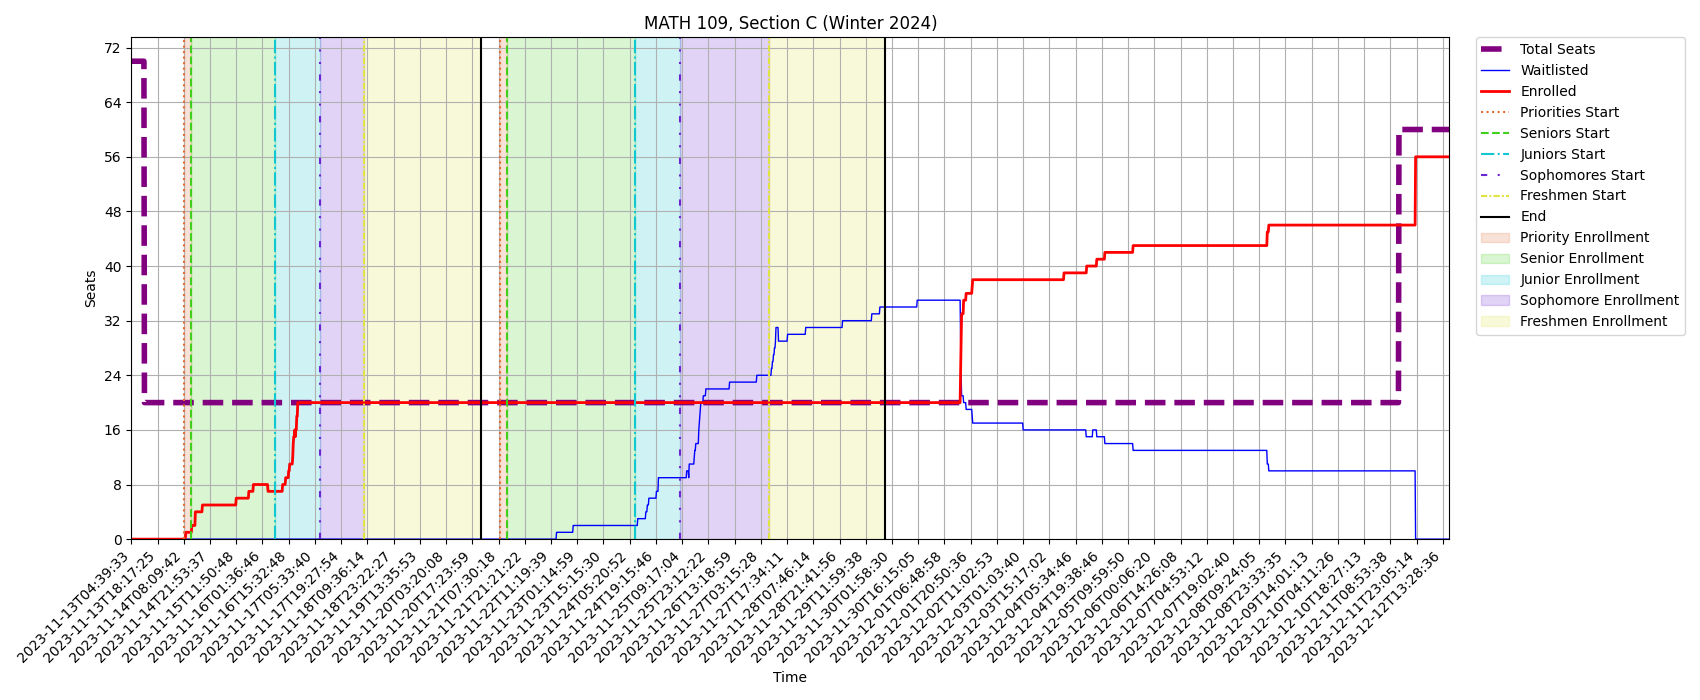 MATH 109, Section C (Winter 2024)
Total Seats
Waitlisted
Enrolled
Priorities Start
Seniors Start
Juniors Start
Sophomores Start
Freshmen Start
End
Priority Enrollment
Senior Enrollment
Junior Enrollment
Sophomore Enrollment
Freshmen Enrollment
Seats
72
64
56
48
40
32
24
16
8
0
2023-11-13T04:39:33
2023-11-13T18:17:25
2023-11-14T08:09:42
2023-11-14T21:53:37
2023-11-15T11:50:48
2023-11-16T01:36:46
2023-11-16T15:32:48
2023-11-17T05:33:40
2023-11-17T19:27:54
2023-11-18T09:36:14
2023-11-18T23:22:27
2023-11-19T13:35:53
2023-11-20T03:20:08
2023-11-20T17:23:59
2023-11-21T07:30:18
2023-11-21T21:21:22
2023-11-22T11:19:39
2023-11-23T01:14:59
2023-11-23T15:15:30
2023-11-24T05:20:52
2023-11-24T19:15:46
2023-11-25T09:17:04
2023-11-25T23:12:22
2023-11-26T13:18:59
2023-11-27T03:15:28
2023-11-27T17:34:11
2023-11-28T07:46:14
2023-11-28T21:41:56
2023-11-29T11:59:38
2023-11-30T01:58:30
2023-11-30T16:15:05
2023-12-01T06:48:58
2023-12-01T20:50:36
2023-12-02T11:02:53
2023-12-03T01:03:40
2023-12-03T15:17:02
2023-12-04T05:34:46
2023-12-04T19:38:46
2023-12-05T09:59:50
2023-12-06T00:06:20
2023-12-06T14:26:08
2023-12-07T04:53:12
2023-12-07T19:02:40
2023-12-08T09:24:05
2023-12-08T23:33:35
2023-12-09T14:01:13
2023-12-10T04:11:26
2023-12-10T18:27:13
2023-12-11T08:53:38
2023-12-11T23:05:14
2023-12-12T13:28:36
Time